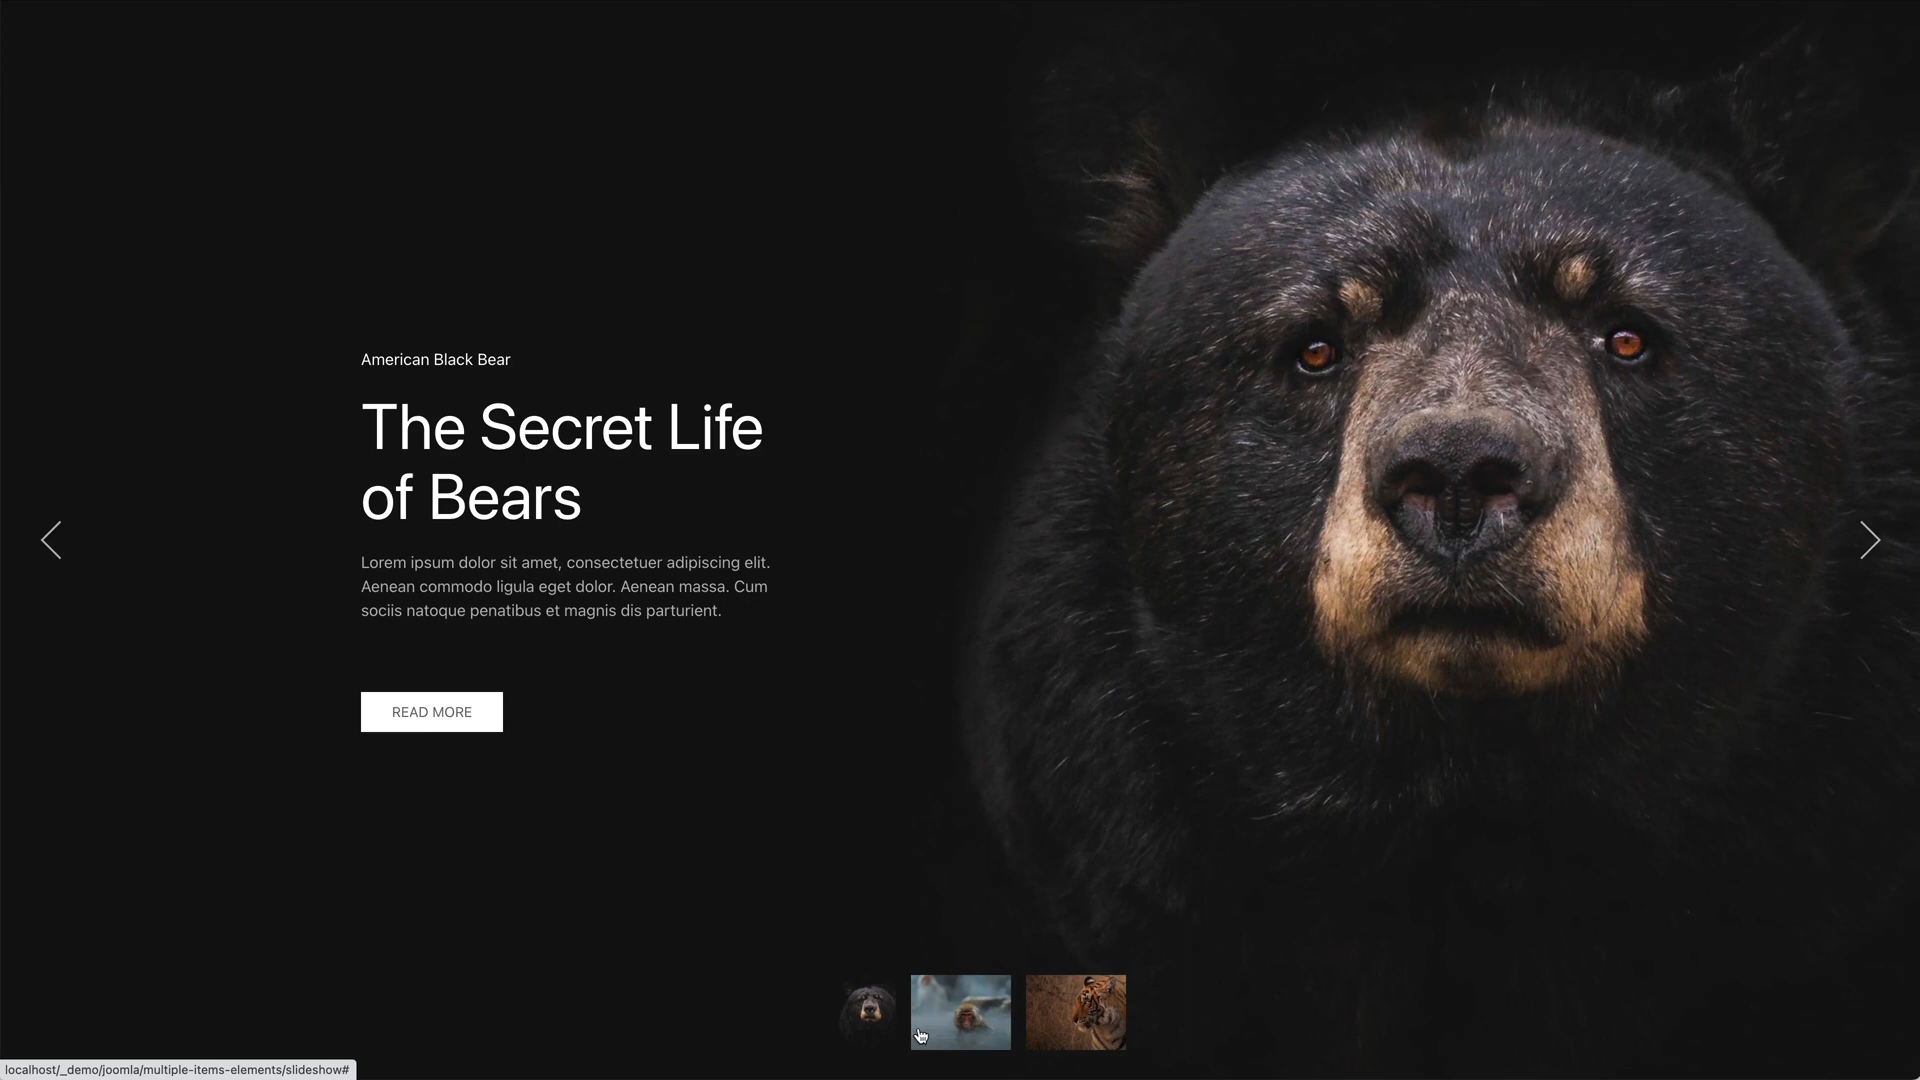 American Black Bear
The Secret Life
of Bears
Lorem ipsum dolor sit amet, consectetuer adipiscing elit.
Aenean commodo ligula eget dolor. Aenean massa. Cum
sociis natoque penatibus et magnis dis parturient.
READ MORE
localhost/_demo/joomla/multiple-items-elements/slideshow#